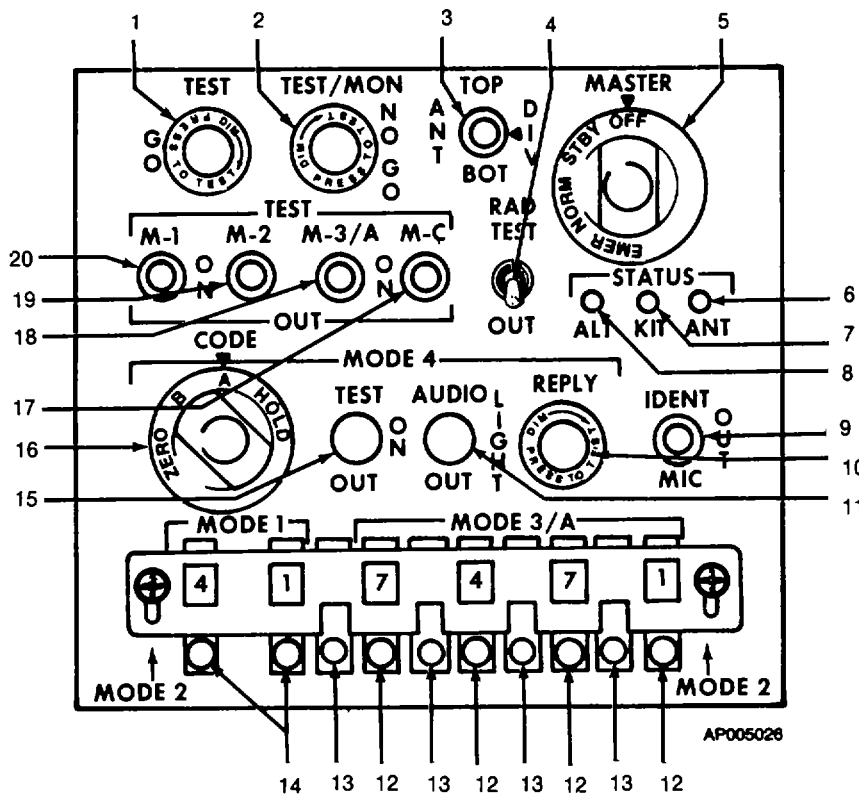 1 2 3 4 5
TEST TEST/MON TOP MASTER
GO
PRESS TO TEST DIM
PRESS TO TEST DIM
NO GO
ANT
DIV
BOT
OFF
STBY
NORM
EMER
TEST
M-1 ON M-2 M-3/A ON M-C
OUT
RAD
TEST
OUT
STATUS
ALT KIT ANT
20
19
18
17
16
15
6
7
8
9
10
11
CODE
MODE 4
ZERO B A HOLD
TEST ON OUT
AUDIO LIGHT OUT
REPLY
DIM PRESS TO TEST
IDENT OUT MIC
MODE 1 MODE 3/A
4 1 7 4 7 1
MODE 2 MODE 2
AP005026
14 13 12 13 12 13 12 13 12